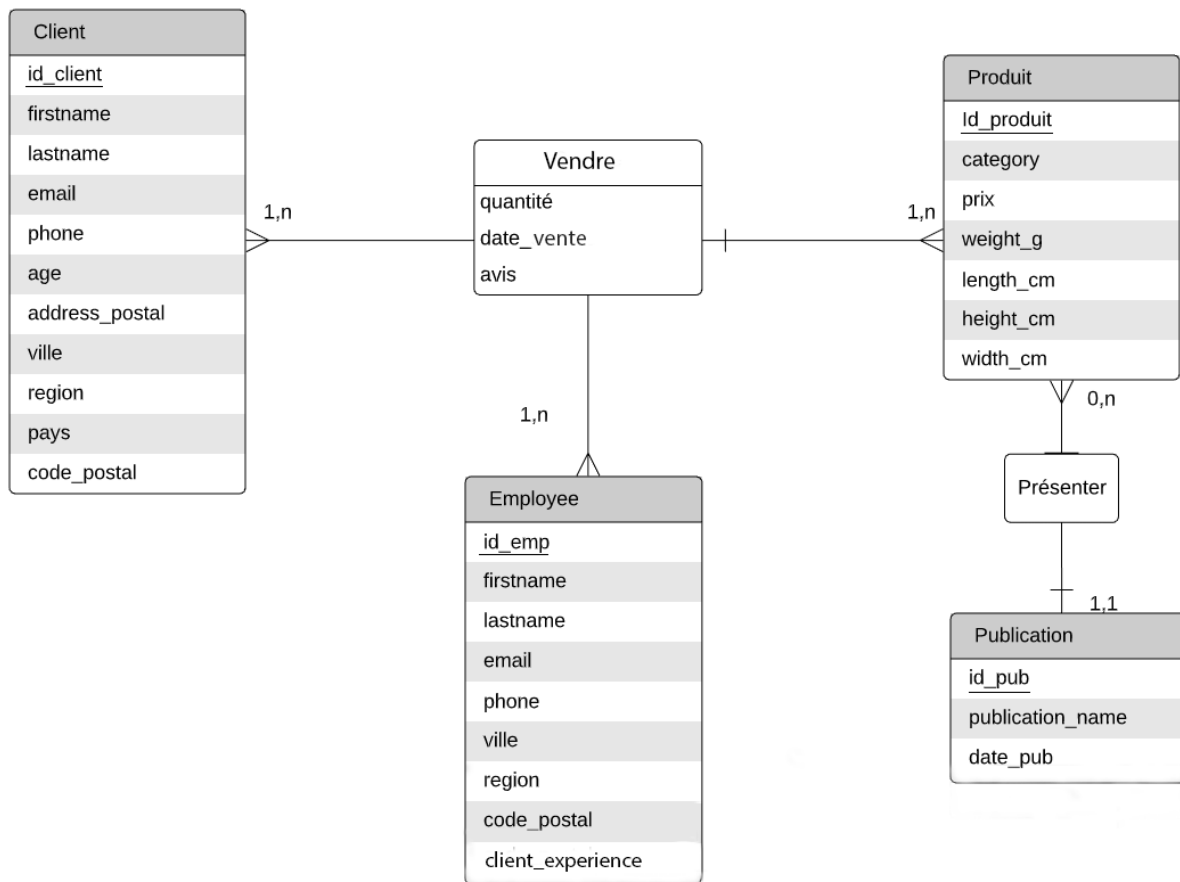 Client
id_client
firstname
lastname
email
phone
age
address_postal
ville
region
pays
code_postal
1,n
Vendre
quantité
date_vente
avis
1,n
Produit
Id_produit
category
prix
weight_g
length_cm
height_cm
width_cm
1,n
Employee
id_emp
firstname
lastname
email
phone
ville
region
code_postal
client_experience
0,n
Présenter
1,1
Publication
id_pub
publication_name
date_pub